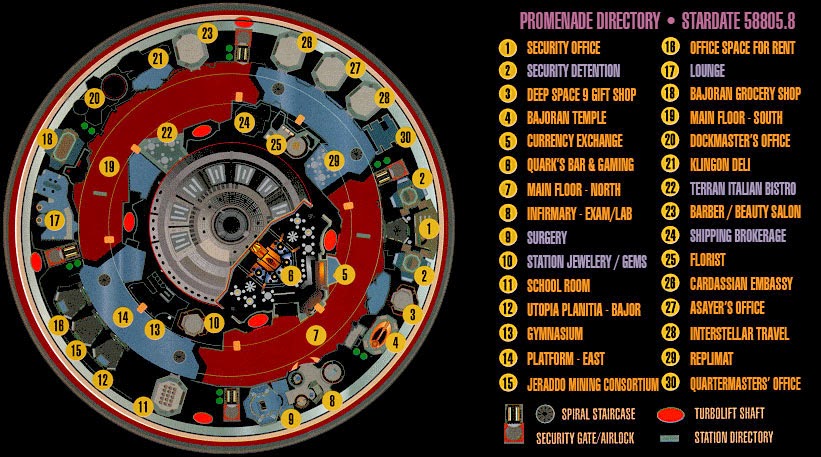 PROMENADE DIRECTORY • STARDATE 58805.8
1 SECURITY OFFICE
2 SECURITY DETENTION
3 DEEP SPACE 9 GIFT SHOP
4 BAJORAN TEMPLE
5 CURRENCY EXCHANGE
6 QUARK'S BAR & GAMING
7 MAIN FLOOR - NORTH
8 INFIRMARY - EXAM/LAB
9 SURGERY
10 STATION JEWELERY / GEMS
11 SCHOOL ROOM
12 UTOPIA PLANITIA - BAJOR
13 GYMNASIUM
14 PLATFORM - EAST
15 JERADDO MINING CONSORTIUM
16 OFFICE SPACE FOR RENT
17 LOUNGE
18 BAJORAN GROCERY SHOP
19 MAIN FLOOR - SOUTH
20 DOCKMASTER'S OFFICE
21 KLINGON DELI
22 TERRAN ITALIAN BISTRO
23 BARBER / BEAUTY SALON
24 SHIPPING BROKERAGE
25 FLORIST
26 CARDASSIAN EMBASSY
27 ASAYER'S OFFICE
28 INTERSTELLAR TRAVEL
29 REPLIMAT
30 QUARTERMASTERS' OFFICE
SPIRAL STAIRCASE
SECURITY GATE/AIRLOCK
TURBOLIFT SHAFT
STATION DIRECTORY
23
26
21
27
20
28
24
22
30
18
25
29
19
2
17
1
6
5
2
3
14
10
16
13
7
4
15
12
11
8
9